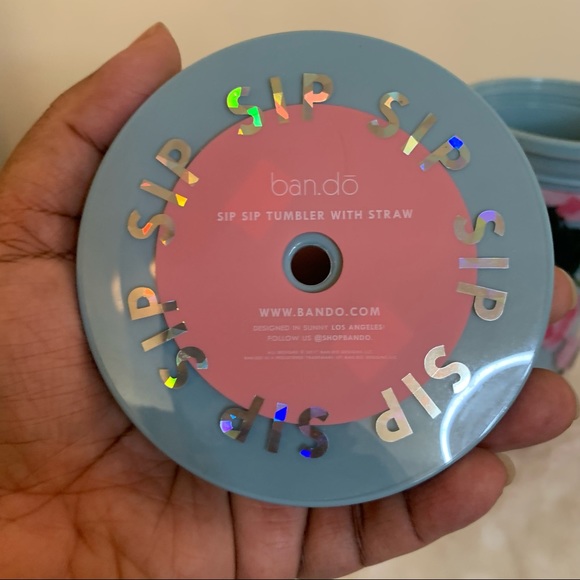 SIP SIP SIP SIP SIP SIP SIP
ban.dō
SIP SIP TUMBLER WITH STRAW
WWW.BANDO.COM
DESIGNED IN SUNNY LOS ANGELES
FOLLOW US @SHOPBANDO